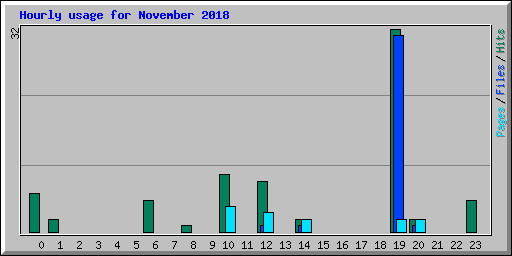 Hourly usage for November 2018
32
Pages/Files/Hits
0 1 2 3 4 5 6 7 8 9 10 11 12 13 14 15 16 17 18 19 20 21 22 23